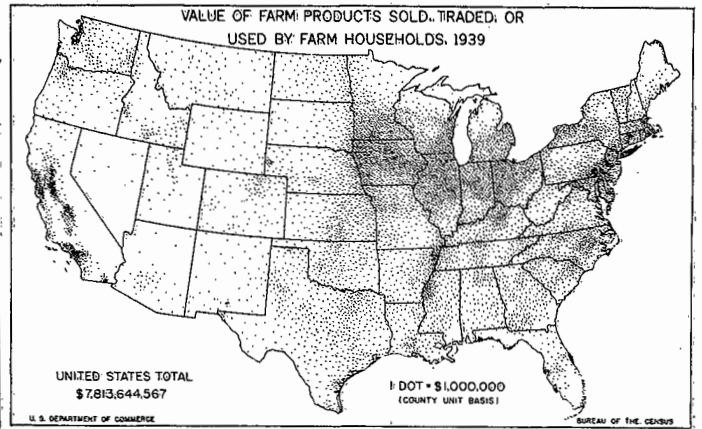 VALUE OF FARM PRODUCTS SOLD, TRADED, OR
USED BY FARM HOUSEHOLDS, 1939
UNITED STATES TOTAL
$7,813,644,567
1 DOT = $1,000,000
(COUNTY UNIT BASIS)
U. S. DEPARTMENT OF COMMERCE
BUREAU OF THE CENSUS